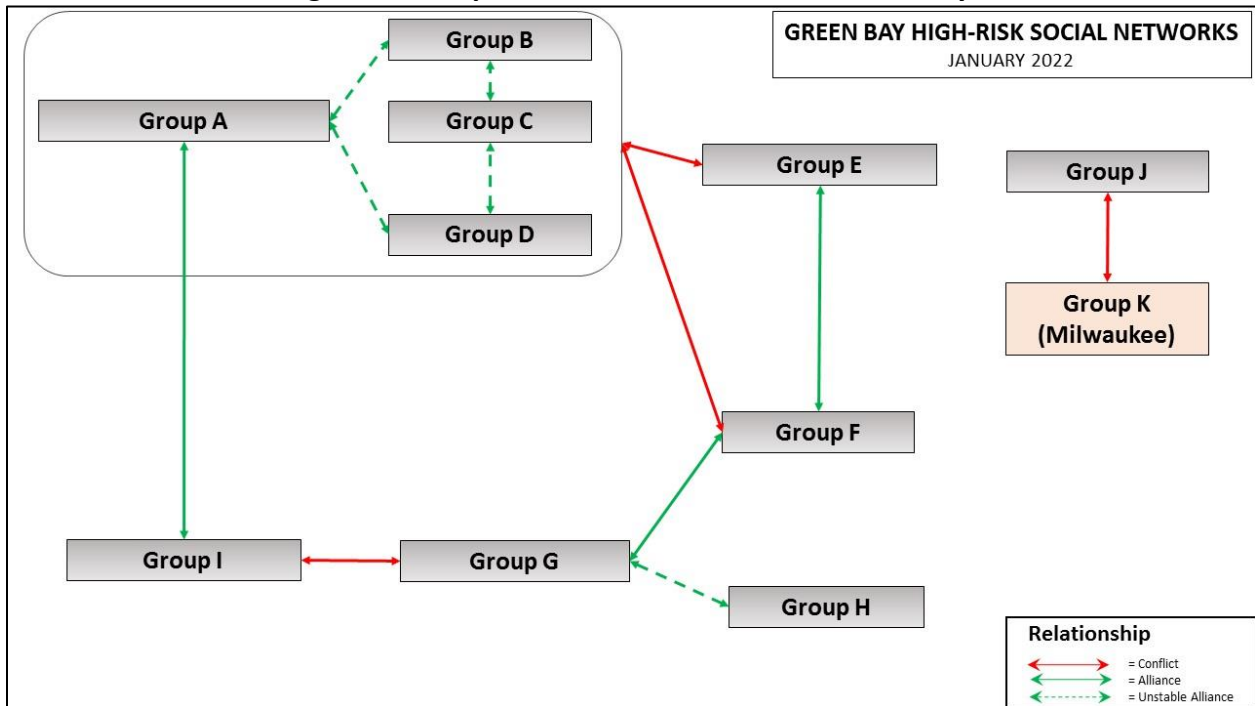 GREEN BAY HIGH-RISK SOCIAL NETWORKS
JANUARY 2022
Group B
Group A
Group C
Group D
Group E
Group J
Group K
(Milwaukee)
Group F
Group I
Group G
Group H
Relationship
= Conflict
= Alliance
= Unstable Alliance